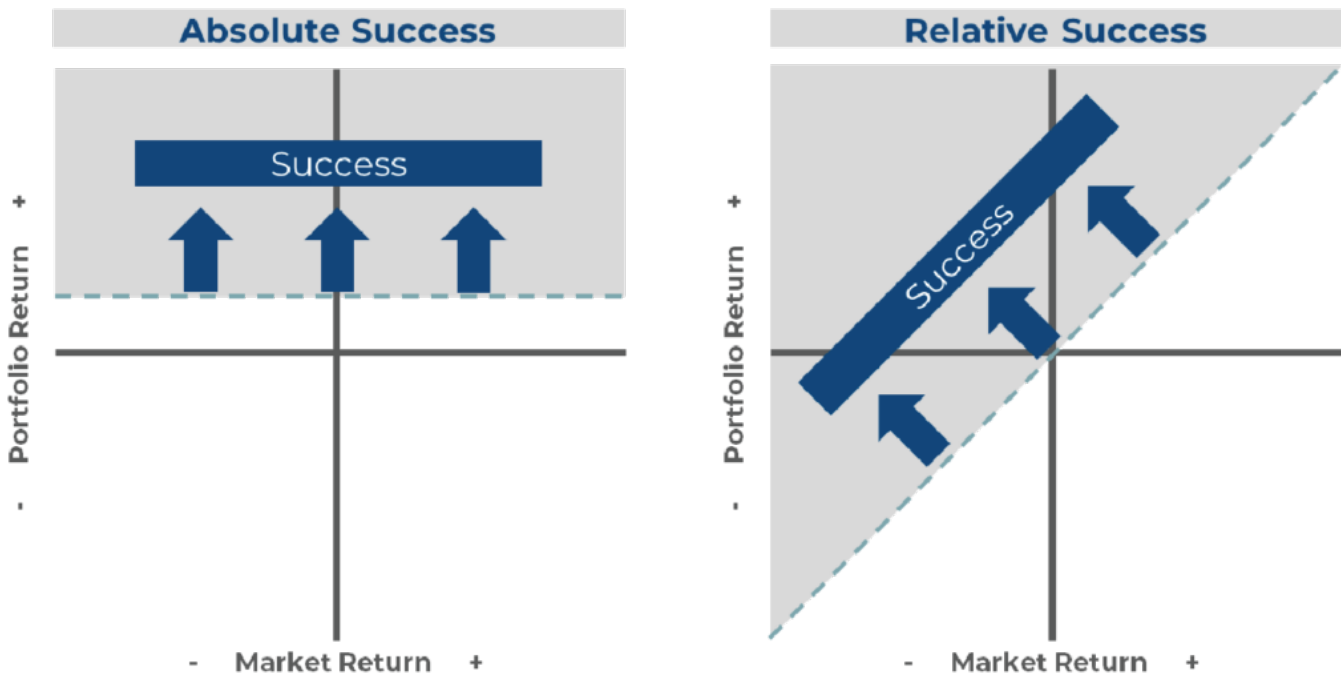 Absolute Success
Success
- Portfolio Return +
- Market Return +
Relative Success
Success
- Portfolio Return +
- Market Return +